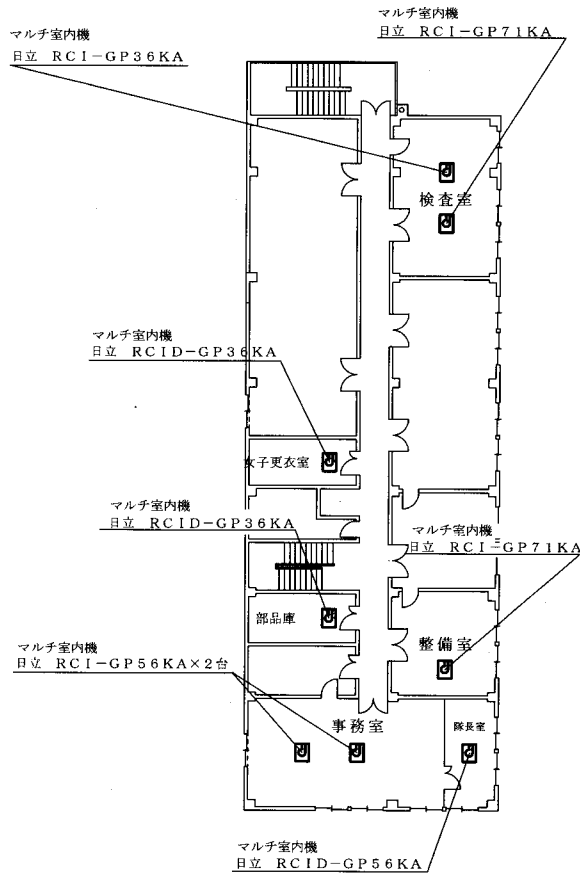 マルチ室内機
日立 RCI-GP71KA
マルチ室内機
日立 RCI-GP36KA
検査室
マルチ室内機
日立 RCID-GP36KA
女子更衣室
マルチ室内機
日立 RCID-GP36KA
マルチ室内機
日立 RCI-GP71KA
部品庫
整備室
マルチ室内機
日立 RCI-GP56KA×2台
事務室
隊長室
マルチ室内機
日立 RCID-GP56KA